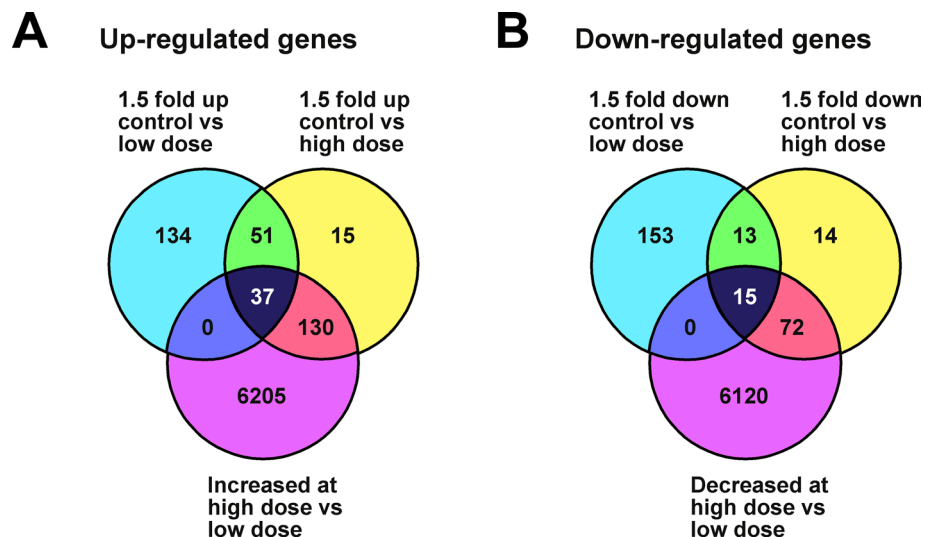 A
Up-regulated genes
1.5 fold up
control vs
low dose
1.5 fold up
control vs
high dose
134
51
15
37
0
130
6205
Increased at
high dose vs
low dose
B
Down-regulated genes
1.5 fold down
control vs
low dose
1.5 fold down
control vs
high dose
153
13
14
15
0
72
6120
Decreased at
high dose vs
low dose